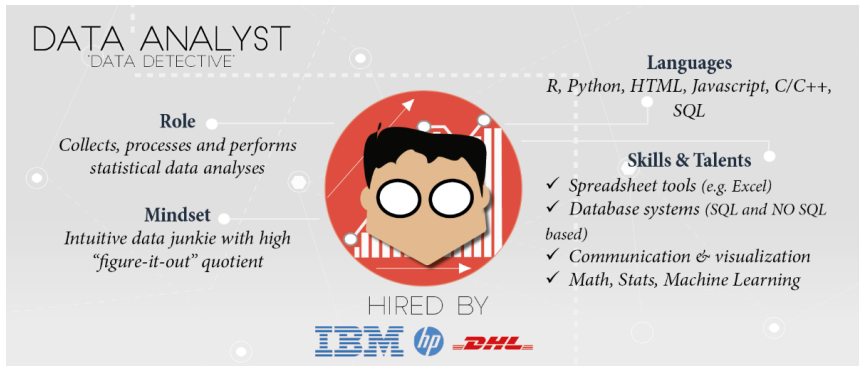 DATA ANALYST
'DATA DETECTIVE'
Role
Collects, processes and performs
statistical data analyses
Mindset
Intuitive data junkie with high
“figure-it-out” quotient
Languages
R, Python, HTML, Javascript, C/C++,
SQL
Skills & Talents
✓ Spreadsheet tools (e.g. Excel)
✓ Database systems (SQL and NO SQL
based)
✓ Communication & visualization
✓ Math, Stats, Machine Learning
HIRED BY
IBM hp DHL